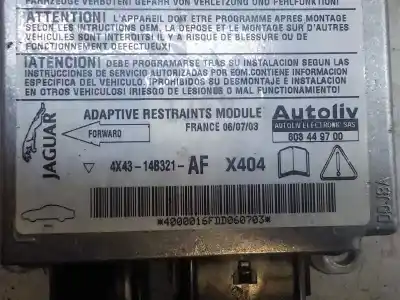 FAHRZEUGE VERBOTEN! GEFAHR VON VERLETZUNG UND FEHLFUNKTION!
ATTENTION! L'APPAREIL DOIT ETRE PROGRAMME APRES MONTAGE
SELON LES INSTRUCTIONS OEM. LA DEPOSE ET LE MONTAGE SUR D'AUTRES
VEHICULES SONT INTERDITS! IL Y A RISQUE DE BLESSURE OU DE
FONCTIONNEMENT DEFECTUEUX!
¡ATENCION! DEBE PROGRAMARSE TRAS SU INSTALACION SEGUN LAS
INSTRUCCIONES DE SERVICIO AUTORIZADAS POR EOM.CONTIENE INFORMACION
ESPECIFICA DEL VEHICULO. ¡PROHIBIDOS SU DESMONTAJE E INSTALACION
EN OTROS VEHICULOS! ¡RIESGO DE LESIONES O MAL FUNCIONAMIENTO!
JAGUAR
FORWARD
ADAPTIVE RESTRAINTS MODULE
FRANCE 06/07/03
Autoliv
AUTOLIV ELECTRONIC SAS
603 44 97 00
4X43-14B321-AF X404
*4000016FDD060703*